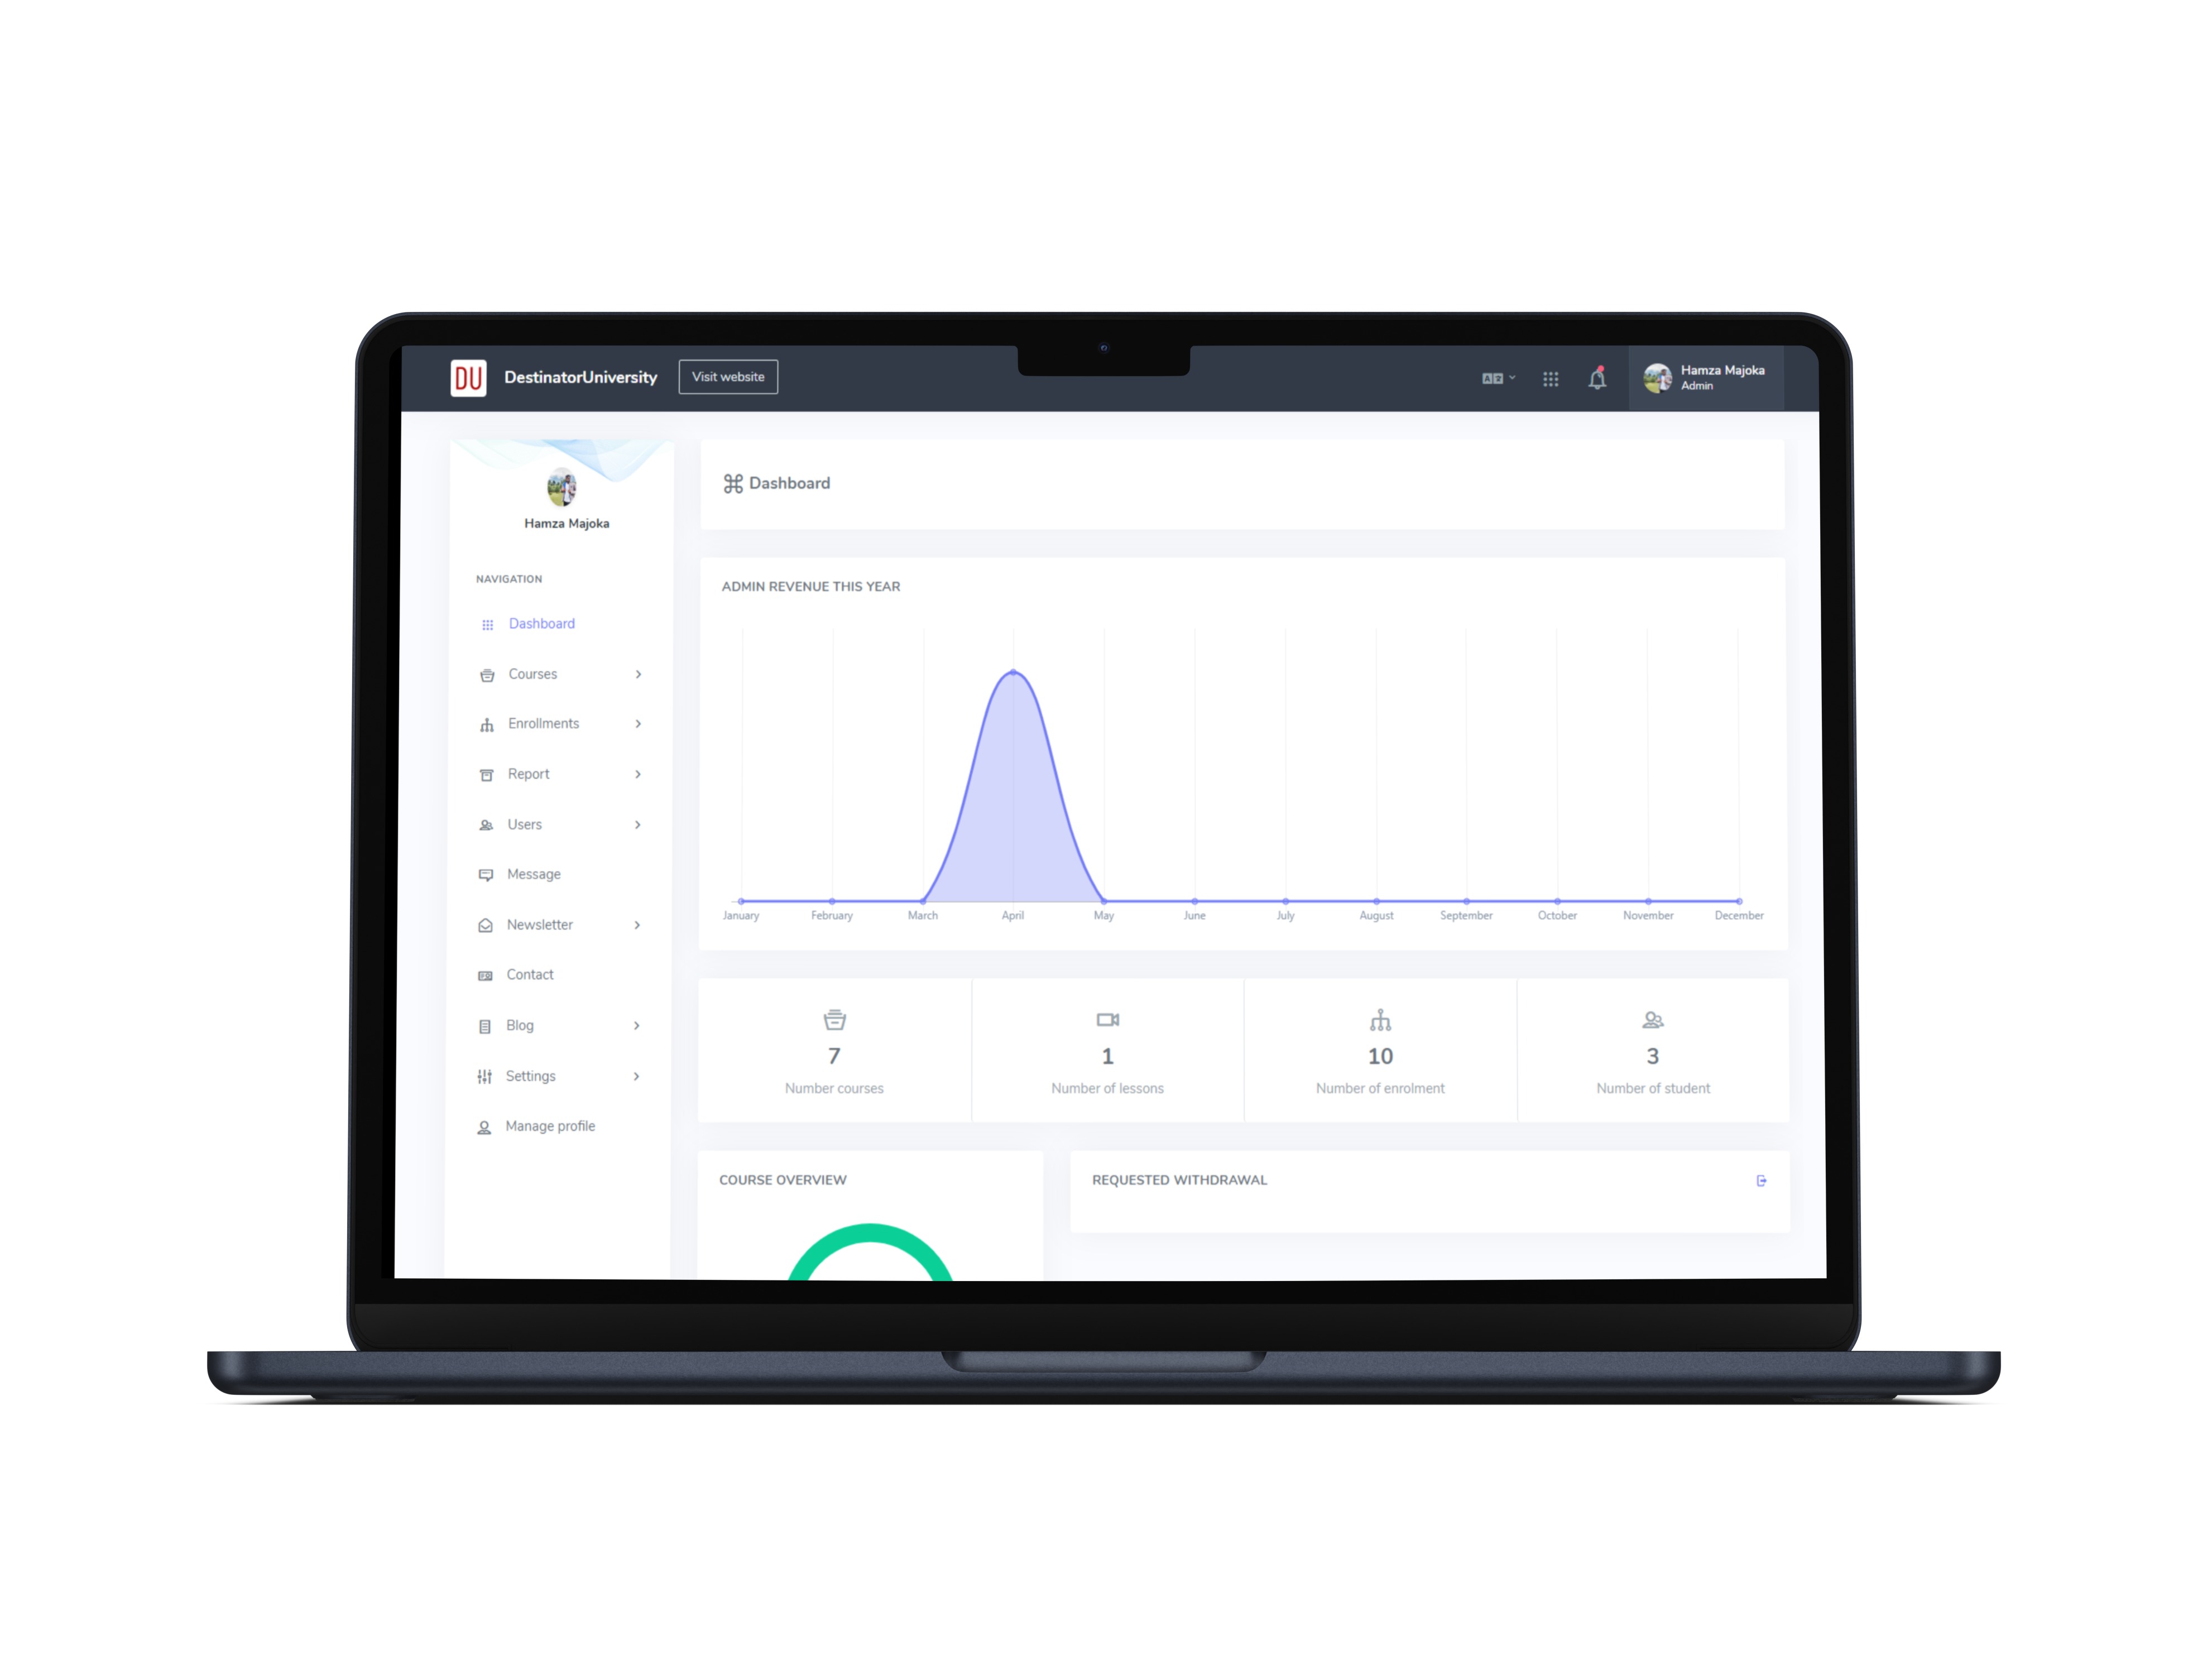 DU
DestinatorUniversity
Visit website
Hamza Majoka
Admin
Hamza Majoka
NAVIGATION
Dashboard
Courses
Enrollments
Report
Users
Message
Newsletter
Contact
Blog
Settings
Manage profile
Dashboard
ADMIN REVENUE THIS YEAR
January February March April May June July August September October November December
7
Number courses
1
Number of lessons
10
Number of enrolment
3
Number of student
COURSE OVERVIEW
REQUESTED WITHDRAWAL